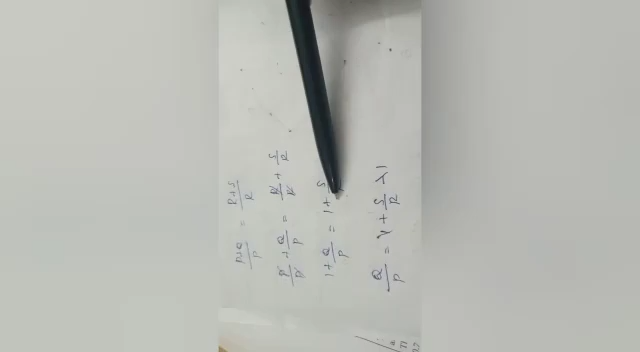 P+Q/P = R+S/R
P/P + Q/P = R/R + S/R
1 + Q/P = 1 + S
Q/P = 1 + S/R - 1